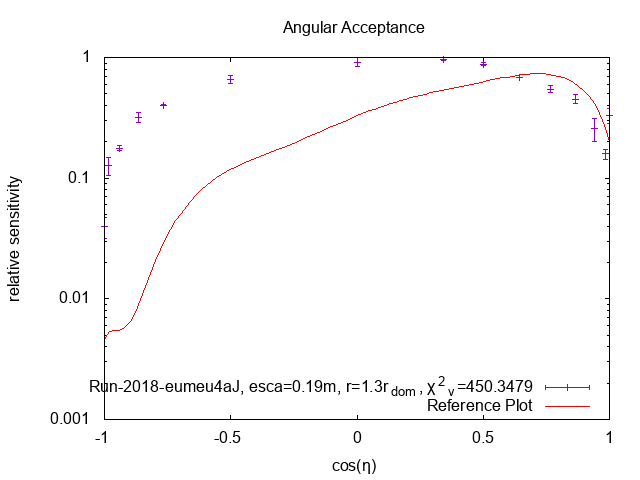 Angular Acceptance
relative sensitivity
1
0.1
0.01
0.001
-1
-0.5
0
0.5
1
cos(η)
Run-2018-eumeu4aJ, esca=0.19m, r=1.3r_dom, χ²_ν=450.3479
Reference Plot